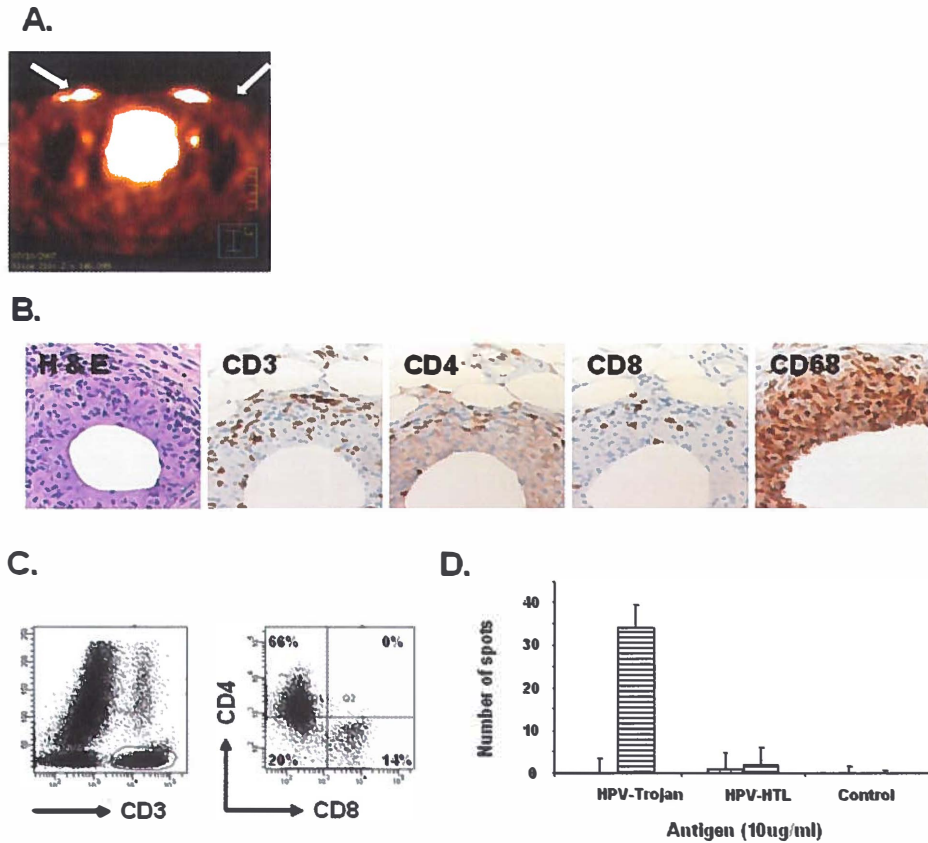 A.
B.
H & E
CD3
CD4
CD8
CD68
C.
66%
0%
Q2
20%
14%
CD4
CD3
CD8
D.
Number of spots
40
30
20
10
0
HPV-Trojan
HPV-HTL
Control
Antigen (10ug/ml)